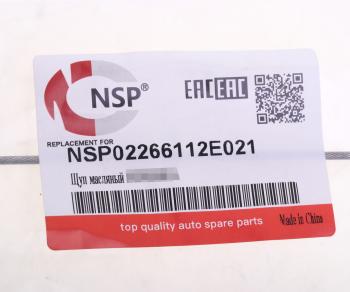 NSP®
EAC EAC
REPLACEMENT FOR
NSP02266112E021
Щуп масляный
Made in China
top quality auto spare parts